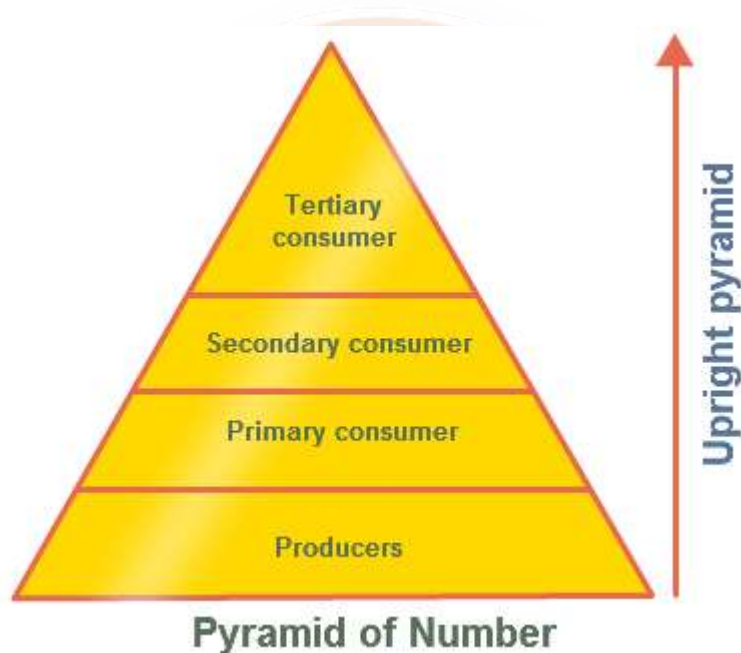 Tertiary
consumer
Secondary consumer
Primary consumer
Producers
Upright pyramid
Pyramid of Number